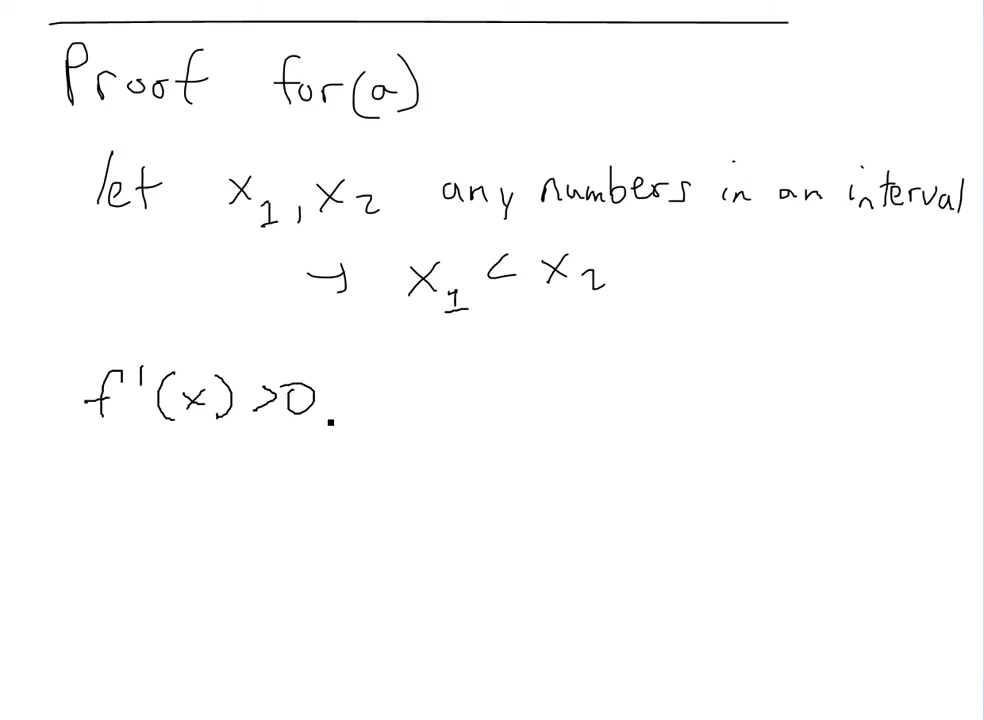 Proof for (a)
let x₁, x₂ any numbers in an interval
→ x₁ < x₂
f'(x) > 0.